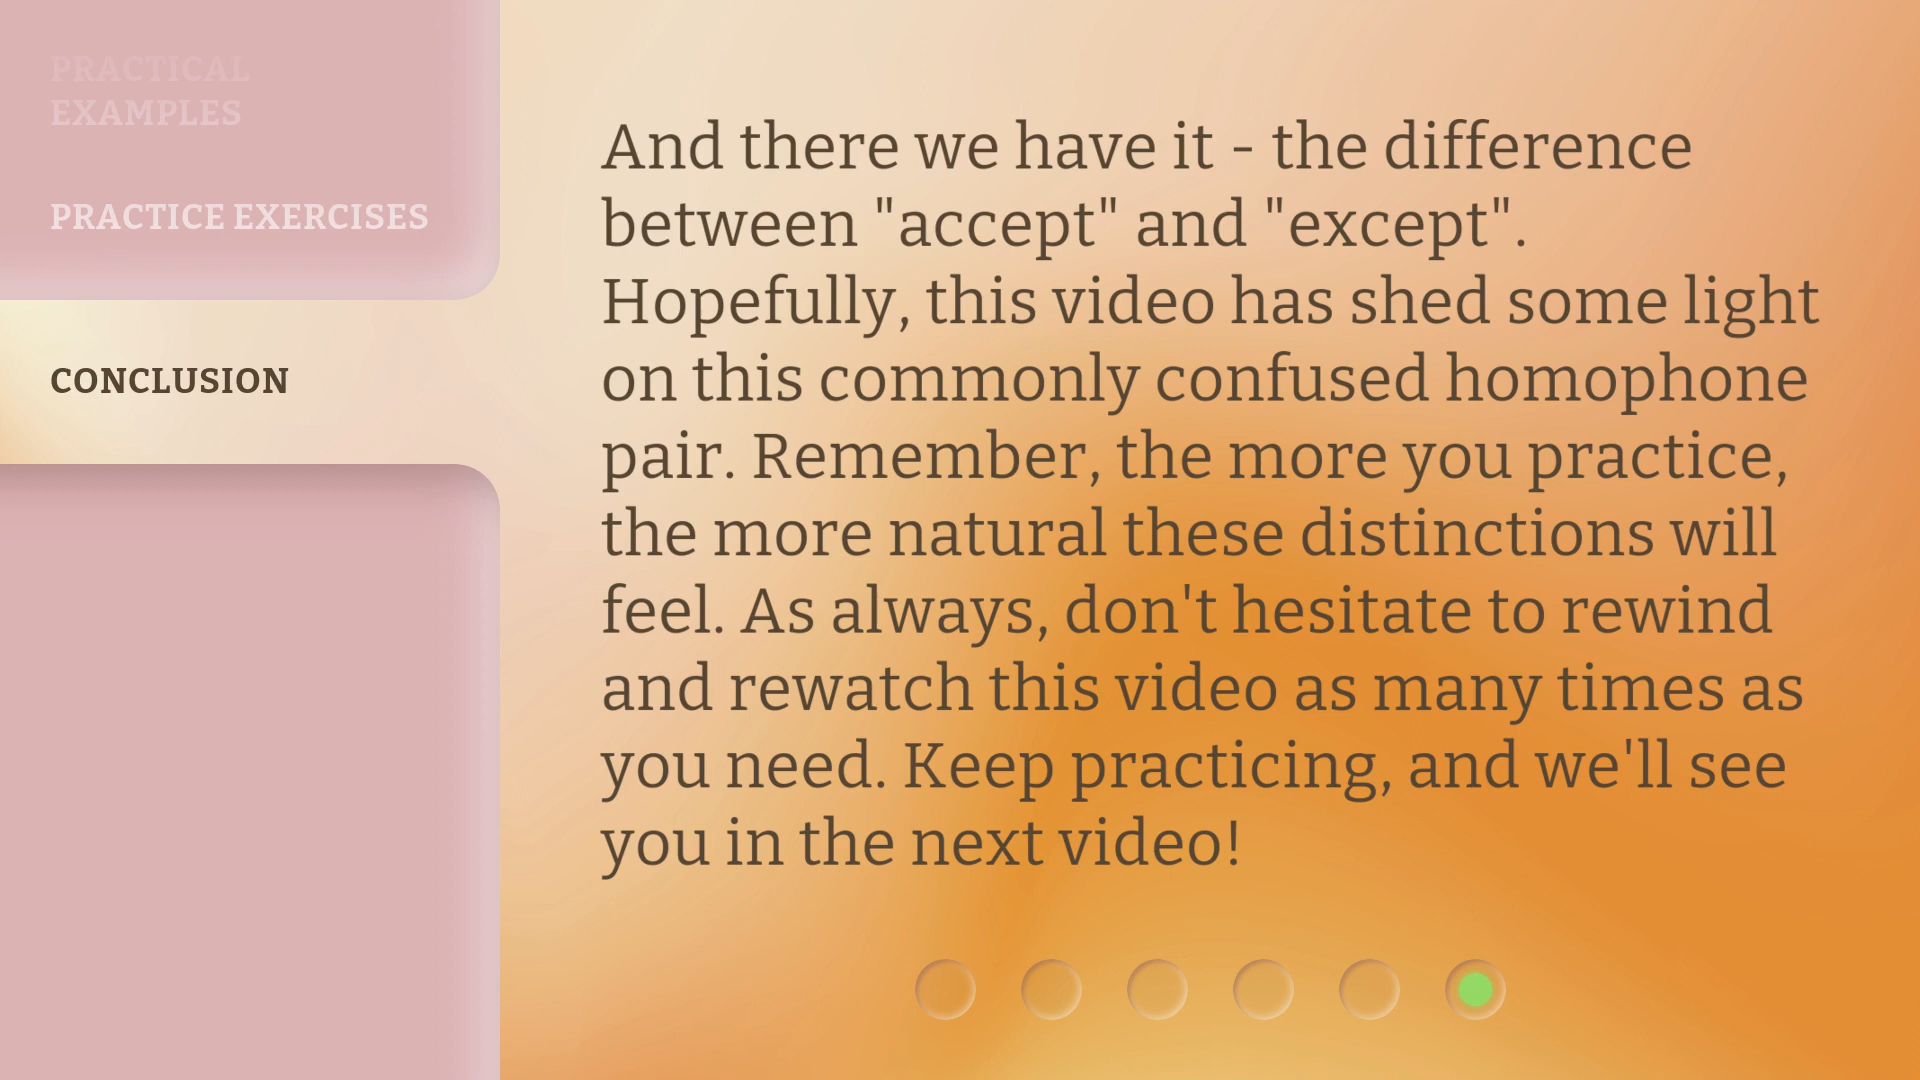 PRACTICAL
EXAMPLES
PRACTICE EXERCISES
CONCLUSION
And there we have it - the difference
between "accept" and "except".
Hopefully, this video has shed some light
on this commonly confused homophone
pair. Remember, the more you practice,
the more natural these distinctions will
feel. As always, don't hesitate to rewind
and rewatch this video as many times as
you need. Keep practicing, and we'll see
you in the next video!